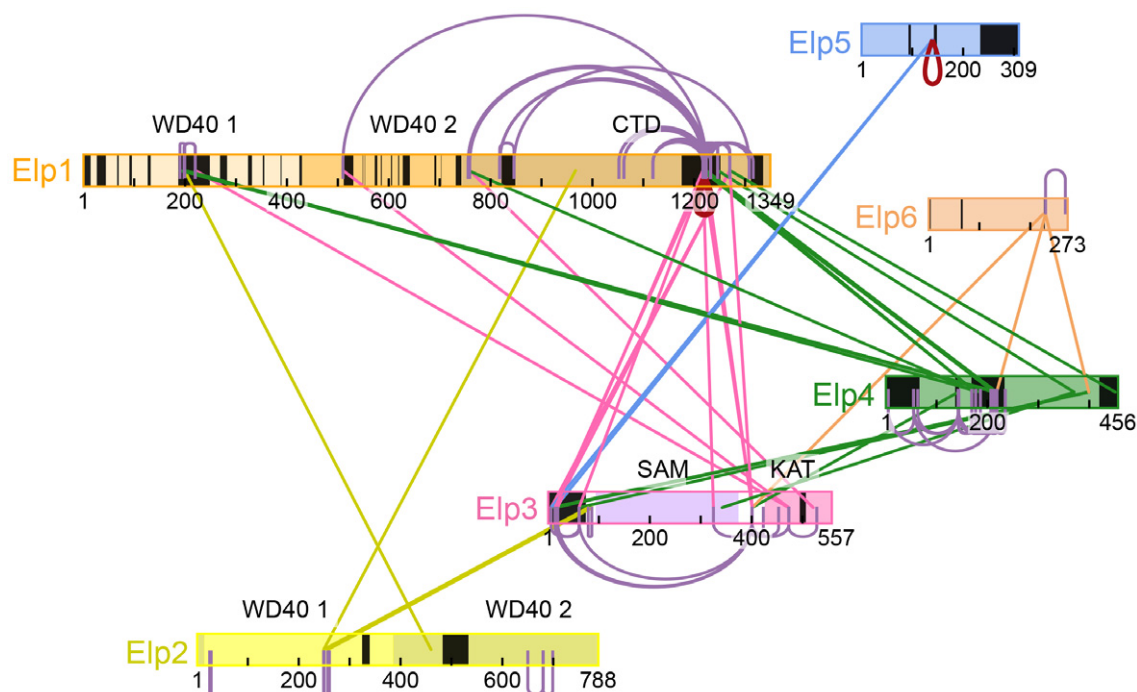 Elp5
1 200 309
WD40 1 WD40 2 CTD
Elp1
1 200 400 600 800 1000 1200 1349
Elp6
1 273
Elp4
1 200 456
SAM KAT
Elp3
1 200 400 557
WD40 1 WD40 2
Elp2
1 200 400 600 788